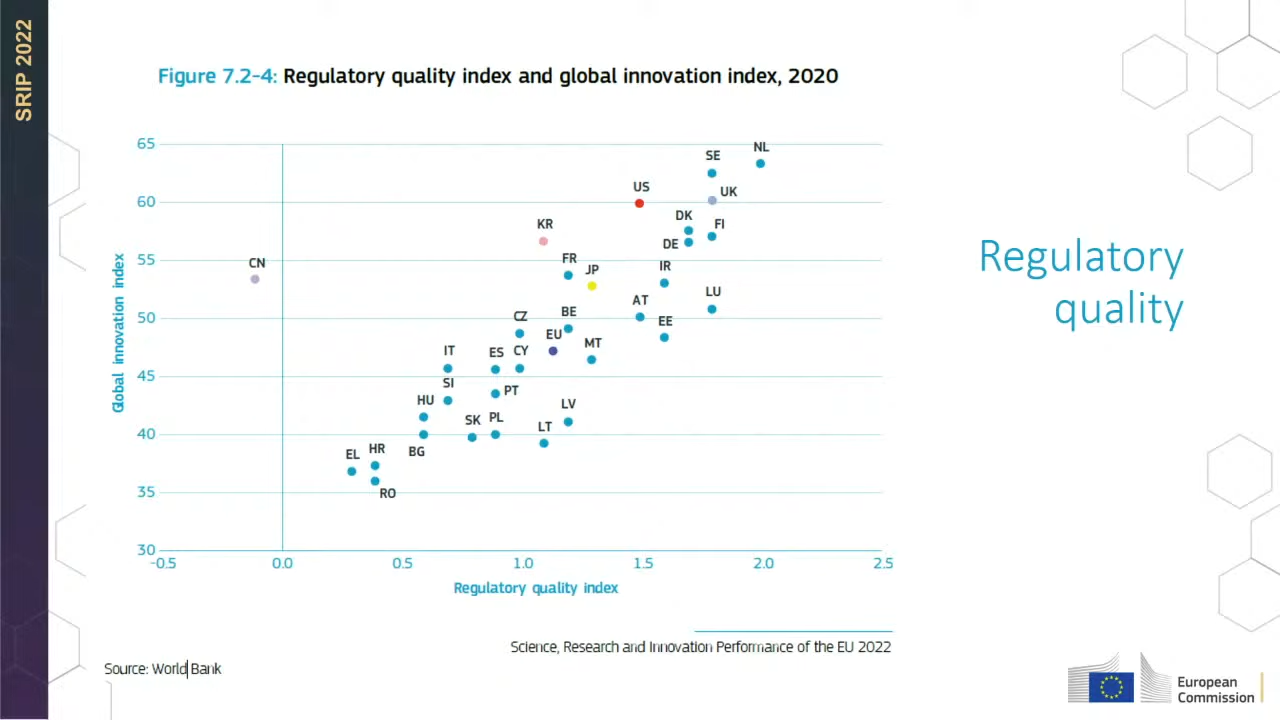 SRIP 2022
Figure 7.2-4: Regulatory quality index and global innovation index, 2020
65
NL
SE
UK
60
US
DK
FI
KR
DE
55
FR
JP
IR
CN
LU
AT
50
CZ
BE
EE
EU
MT
IT
ES
CY
45
SI
PT
HU
LV
SK
PL
LT
40
BG
HR
EL
RO
35
30
Global innovation index
-0.5
0.0
0.5
1.0
1.5
2.0
2.5
Regulatory quality index
Regulatory
quality
Science, Research and Innovation Performance of the EU 2022
Source: World Bank
European
Commission